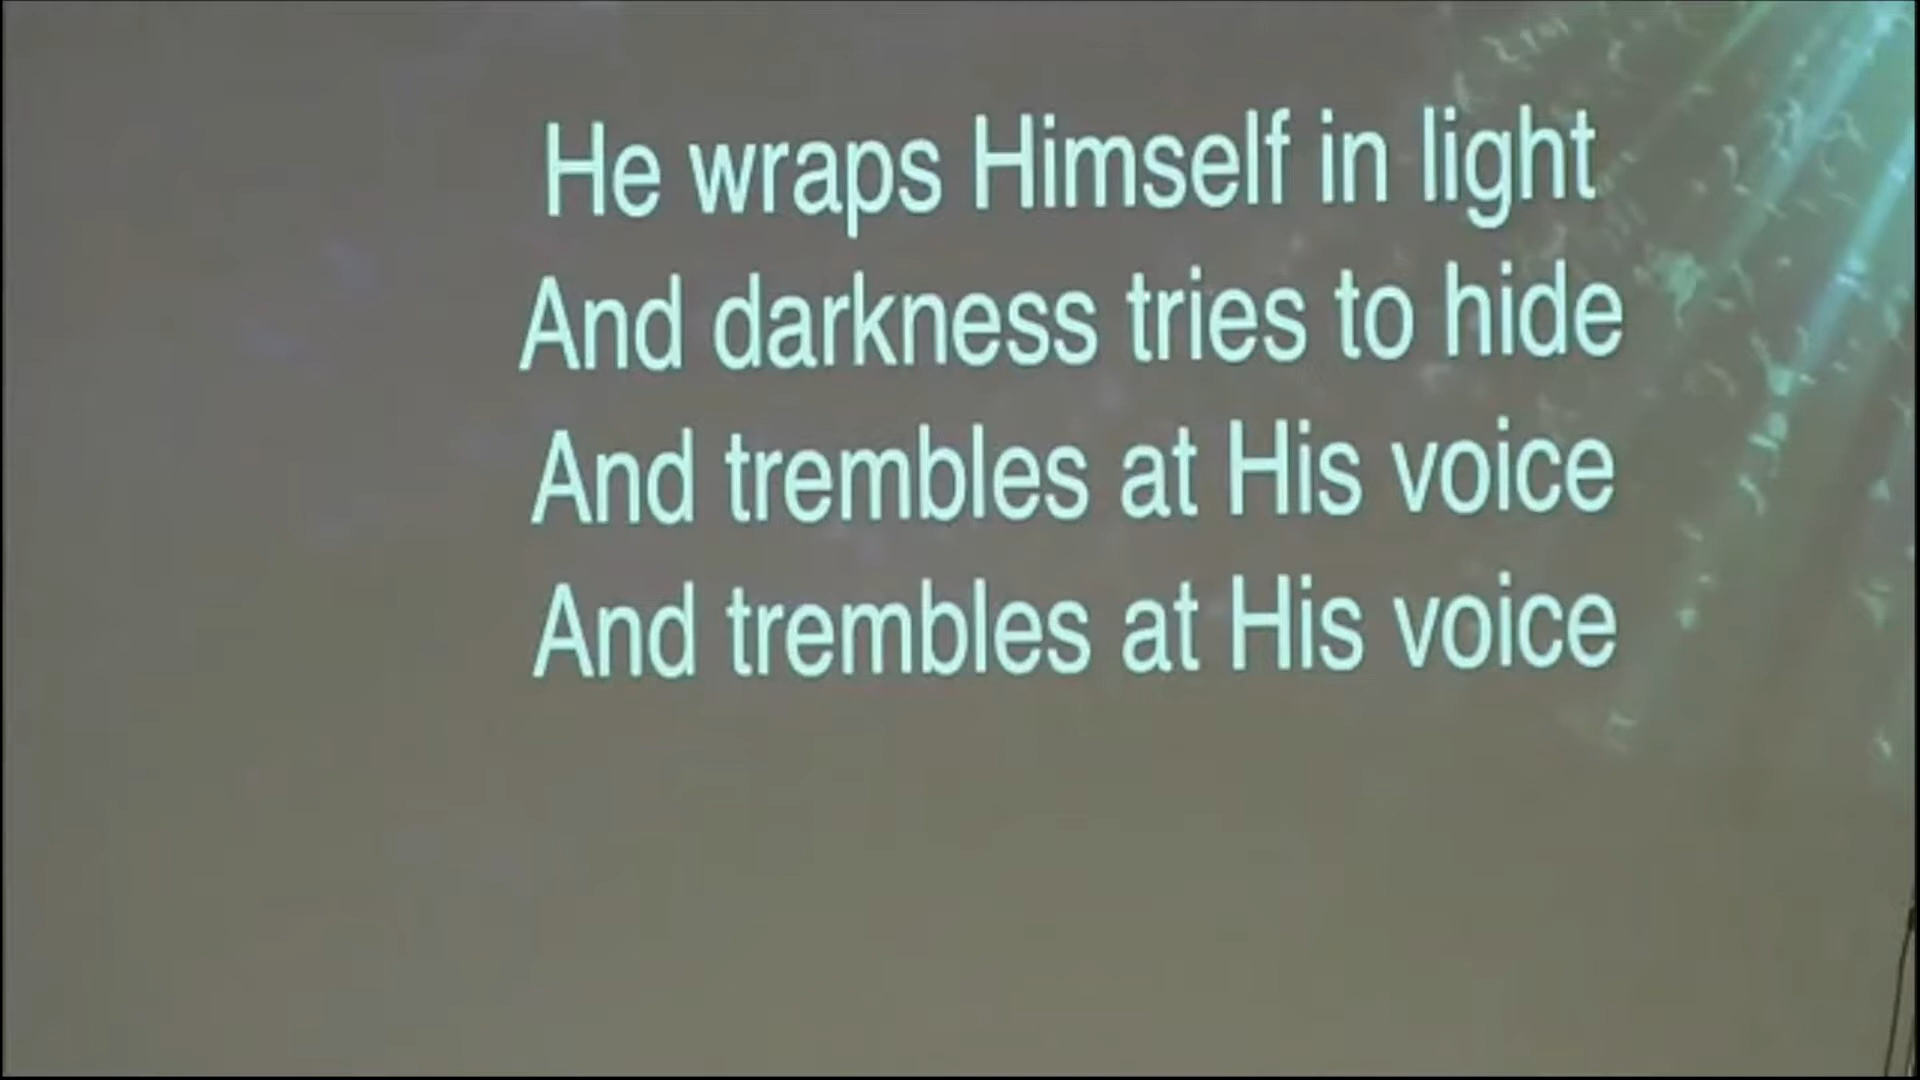 He wraps Himself in light
And darkness tries to hide
And trembles at His voice
And trembles at His voice